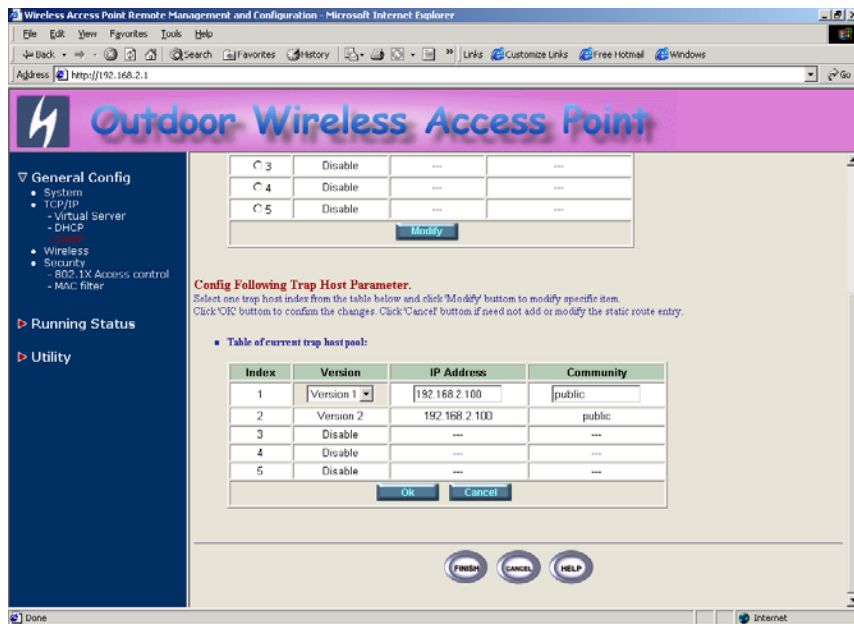 Wireless Access Point Remote Management and Configuration - Microsoft Internet Explorer
File Edit View Favorites Tools Help
Back Search Favorites History Links Customize Links Free Hotmail Windows
Address http://192.168.2.1 Go
Outdoor Wireless Access Point
General Config
System
TCP/IP
- Virtual Server
- DHCP
Wireless
Security
- 802.1X Access control
- MAC filter
Running Status
Utility
3 Disable --- ---
4 Disable --- ---
5 Disable --- ---
Modify
Config Following Trap Host Parameter.
Select one trap host index from the table below and click 'Modify' buttom to modify specific item.
Click 'OK' buttom to confirm the changes. Click 'Cancel' buttom if need not add or modify the static route entry.
Table of current trap host pool:
Index Version IP Address Community
1 Version 1 192.168.2.100 public
2 Version 2 192.168.2.100 public
3 Disable --- ---
4 Disable --- ---
5 Disable --- ---
Ok Cancel
FINISH CANCEL HELP
Done Internet